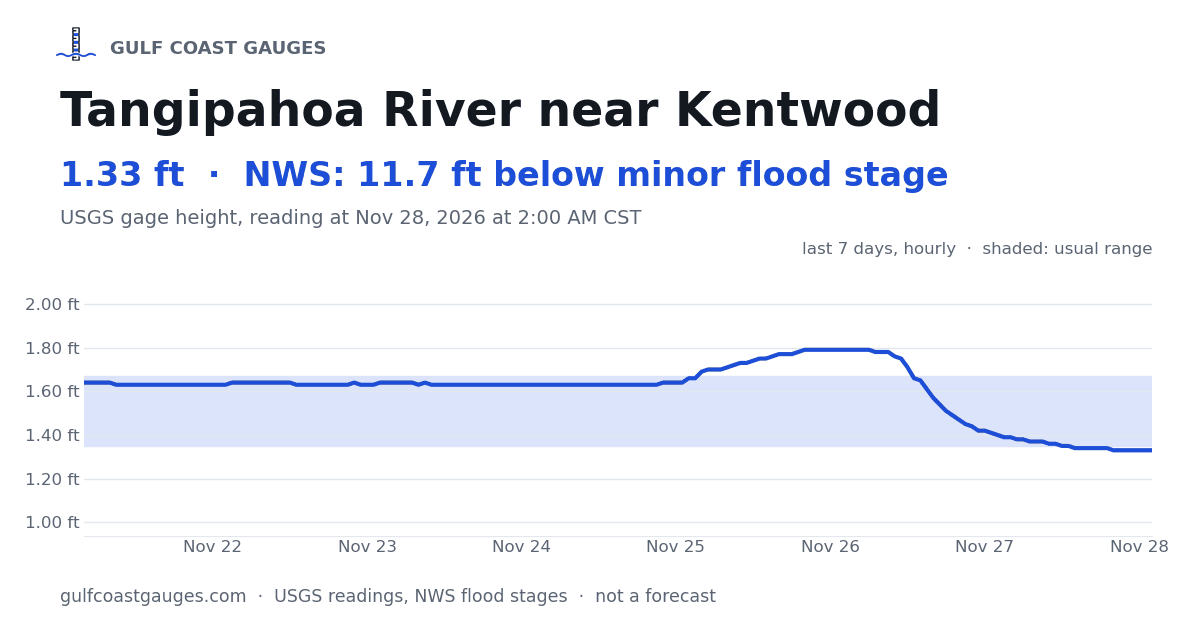 GULF COAST GAUGES
Tangipahoa River near Kentwood
1.33 ft · NWS: 11.7 ft below minor flood stage
USGS gage height, reading at Nov 28, 2026 at 2:00 AM CST
last 7 days, hourly · shaded: usual range
2.00 ft
1.80 ft
1.60 ft
1.40 ft
1.20 ft
1.00 ft
Nov 22 Nov 23 Nov 24 Nov 25 Nov 26 Nov 27 Nov 28
gulfcoastgauges.com · USGS readings, NWS flood stages · not a forecast